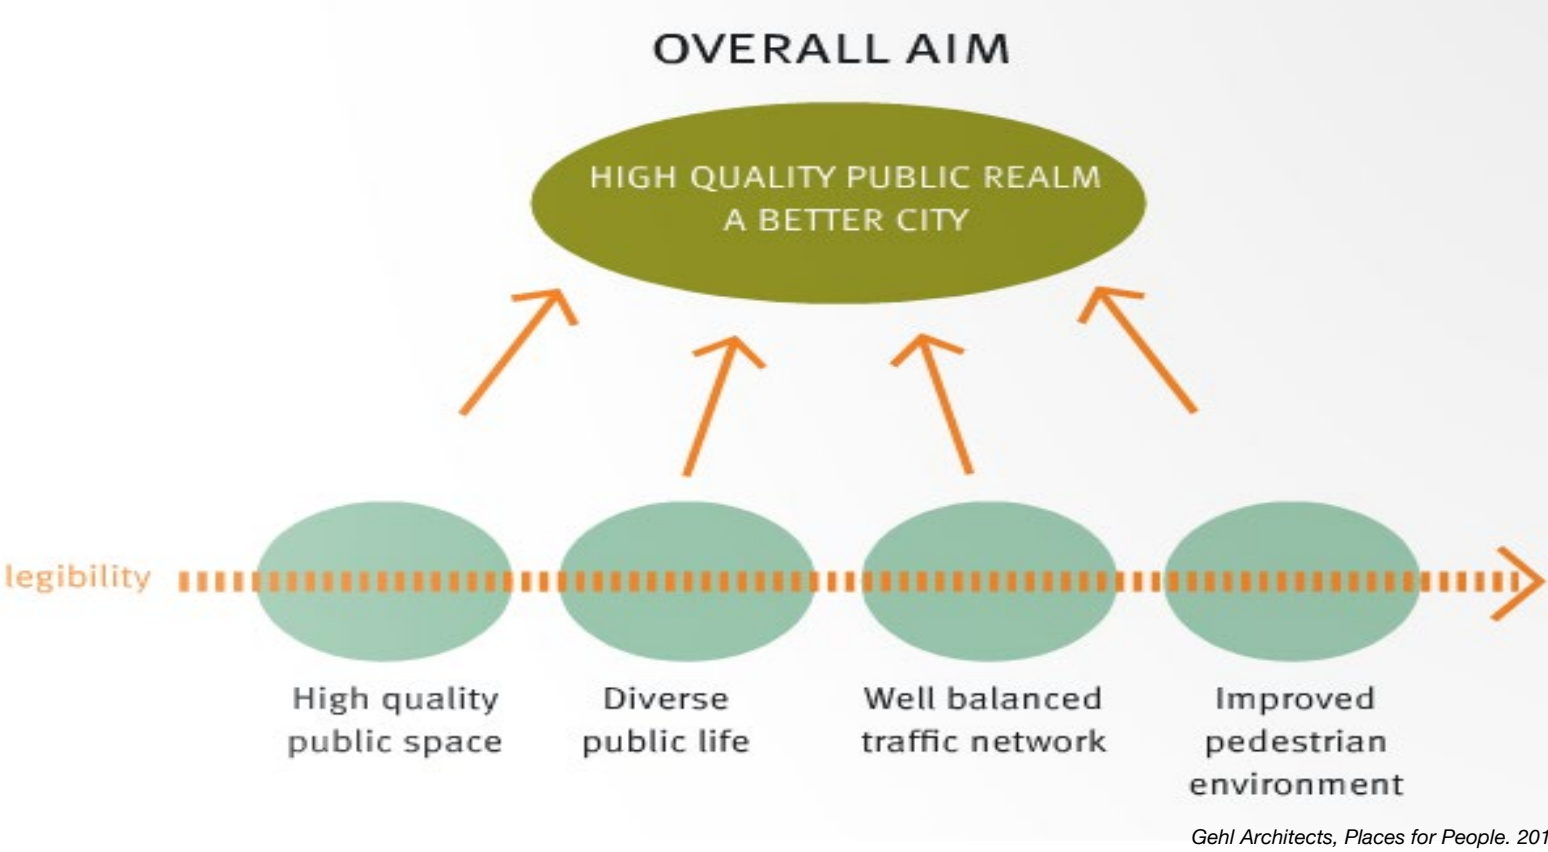 OVERALL AIM
HIGH QUALITY PUBLIC REALM
A BETTER CITY
legibility
High quality
public space
Diverse
public life
Well balanced
traffic network
Improved
pedestrian
environment
Gehl Architects, Places for People. 201